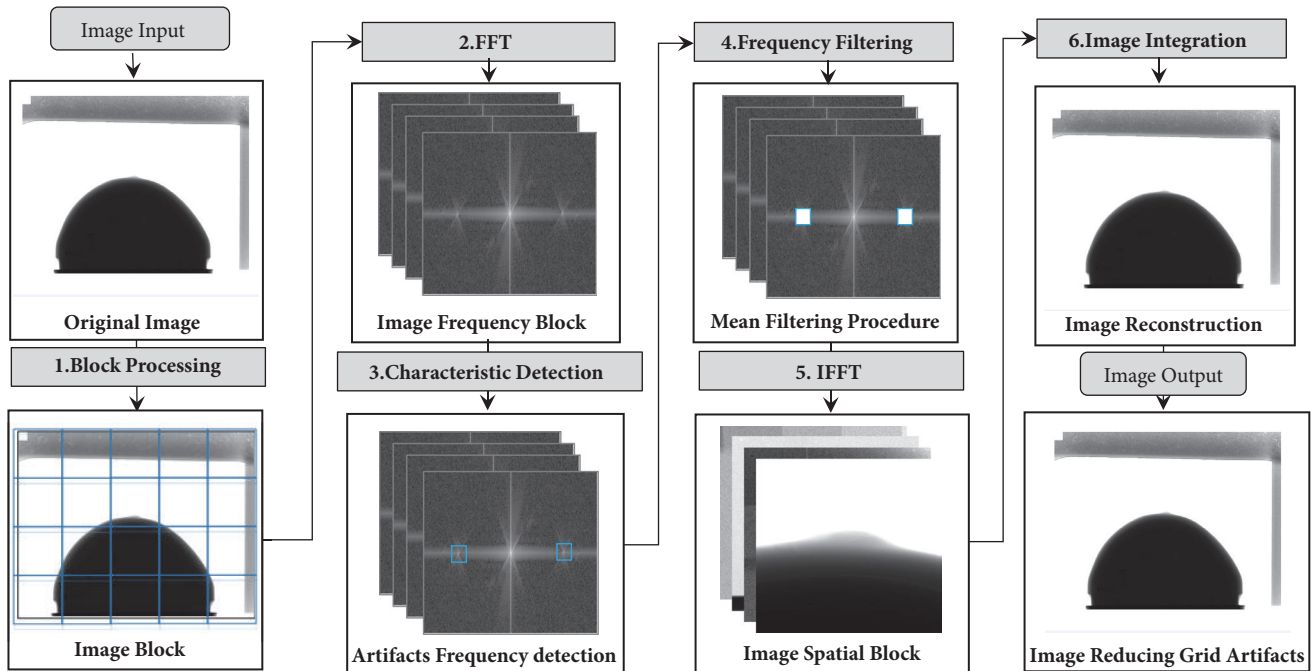 Image Input
Original Image
1.Block Processing
Image Block
2.FFT
Image Frequency Block
3.Characteristic Detection
Artifacts Frequency detection
4.Frequency Filtering
Mean Filtering Procedure
5. IFFT
Image Spatial Block
6.Image Integration
Image Reconstruction
Image Output
Image Reducing Grid Artifacts